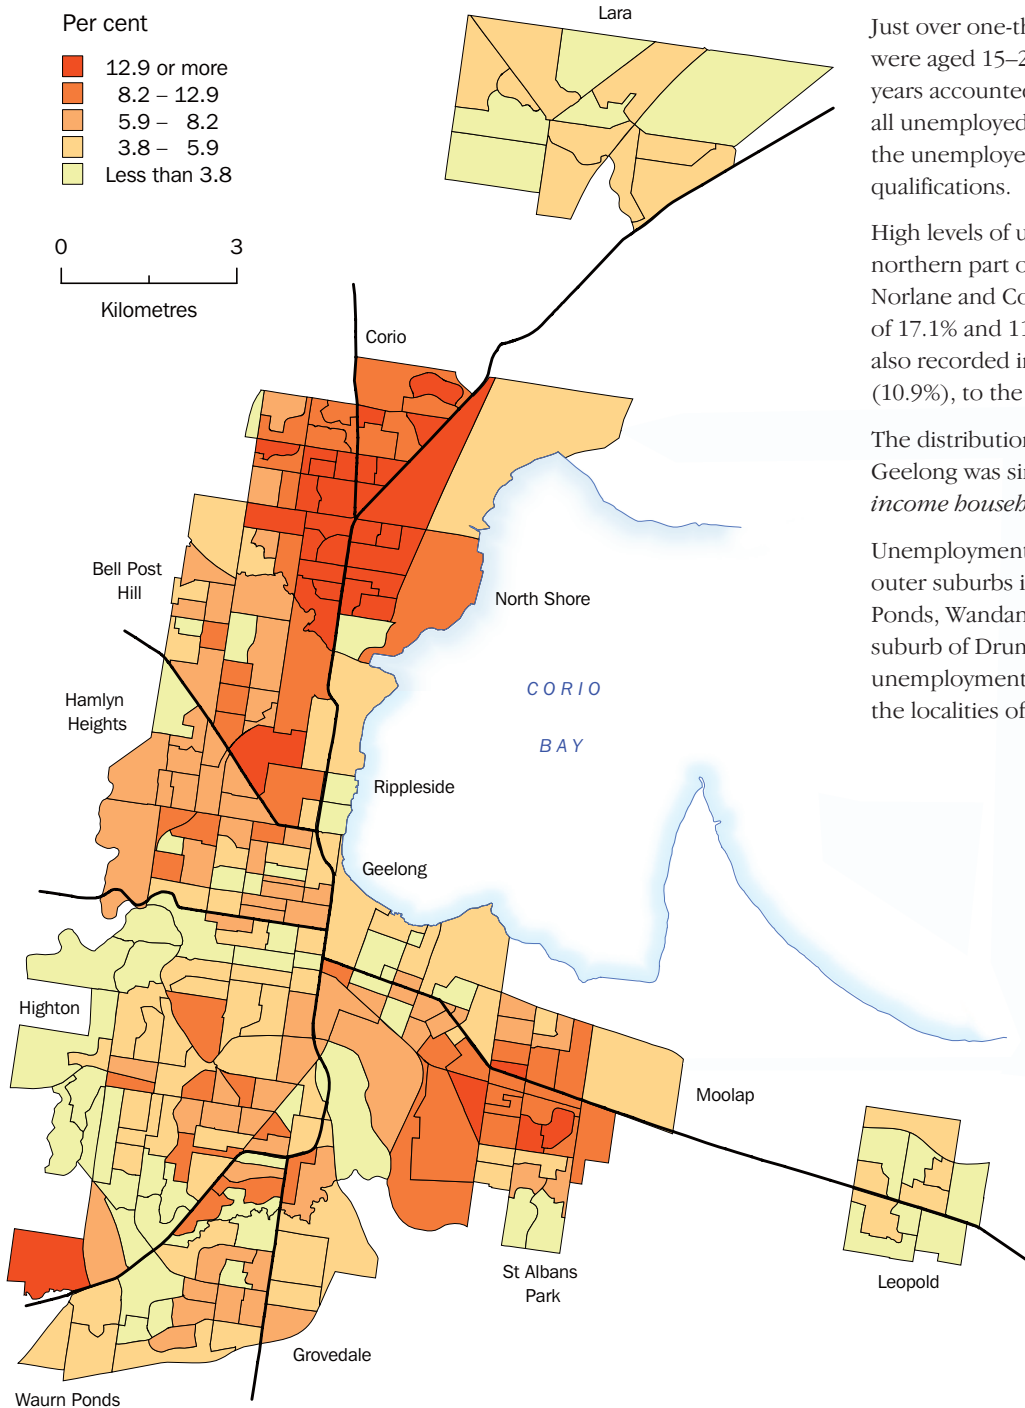 Per cent
12.9 or more
8.2 – 12.9
5.9 – 8.2
3.8 – 5.9
Less than 3.8
0 3
Kilometres
Lara
Corio
Bell Post
Hill
North Shore
CORIO
BAY
Hamlyn
Heights
Rippleside
Geelong
Highton
Moolap
St Albans
Park
Leopold
Grovedale
Waurn Ponds
Just over one-th
were aged 15–2
years accounted
all unemployed
the unemploye
qualifications.
High levels of u
northern part o
Norlane and Co
of 17.1% and 11
also recorded in
(10.9%), to the
The distribution
Geelong was sin
income househ
Unemployment
outer suburbs i
Ponds, Wandan
suburb of Drum
unemployment
the localities of